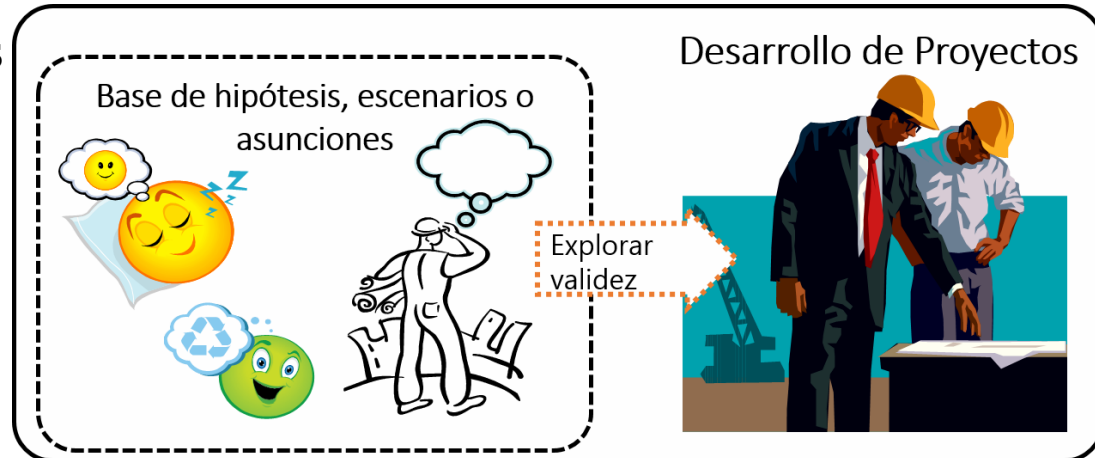 s
Desarrollo de Proyectos
Base de hipótesis, escenarios o
asunciones
z z
z z
Explorar
validez